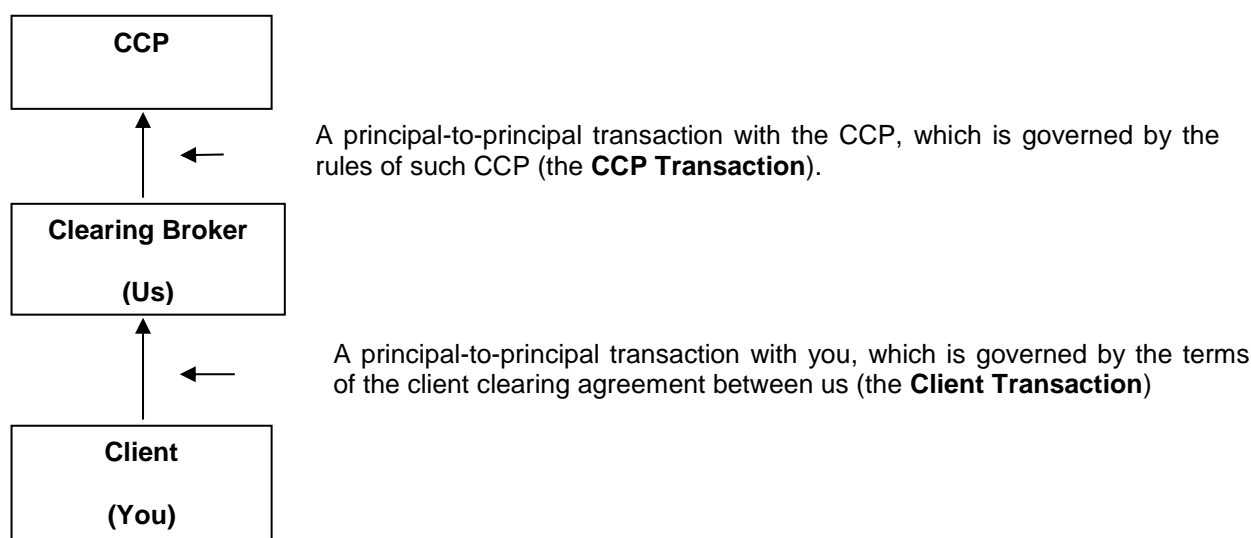 CCP
A principal-to-principal transaction with the CCP, which is governed by the
rules of such CCP (the CCP Transaction).
Clearing Broker
(Us)
A principal-to-principal transaction with you, which is governed by the terms
of the client clearing agreement between us (the Client Transaction)
Client
(You)